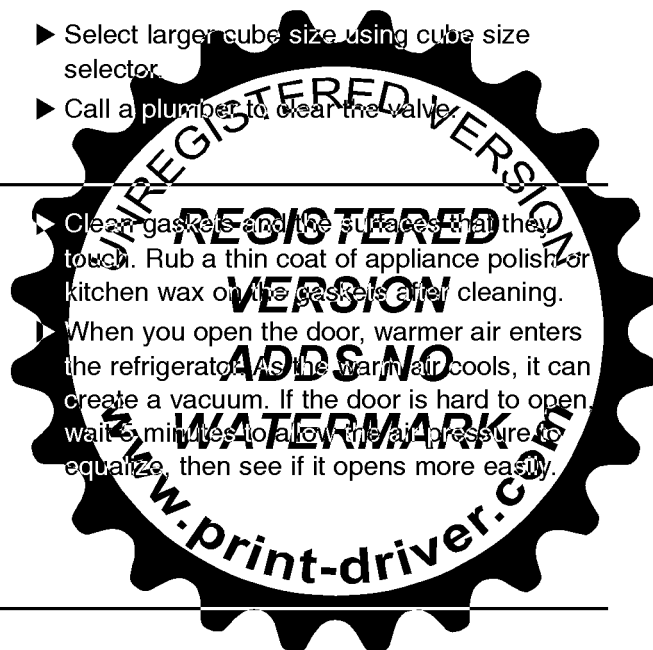 ▶ Select larger cube size using cube size
selector.
▶ Call a plumber to clear the valve.
▶ Clean gaskets and the surfaces that they
touch. Rub a thin coat of appliance polish or
kitchen wax on the gaskets after cleaning.
▶ When you open the door, warmer air enters
the refrigerator. As the warm air cools, it can
create a vacuum. If the door is hard to open,
wait 5 minutes to allow the air pressure to
equalize, then see if it opens more easily.
UNREGISTERED VERSION
REGISTERED
VERSION
ADDS NO
WATERMARK
www.print-driver.com